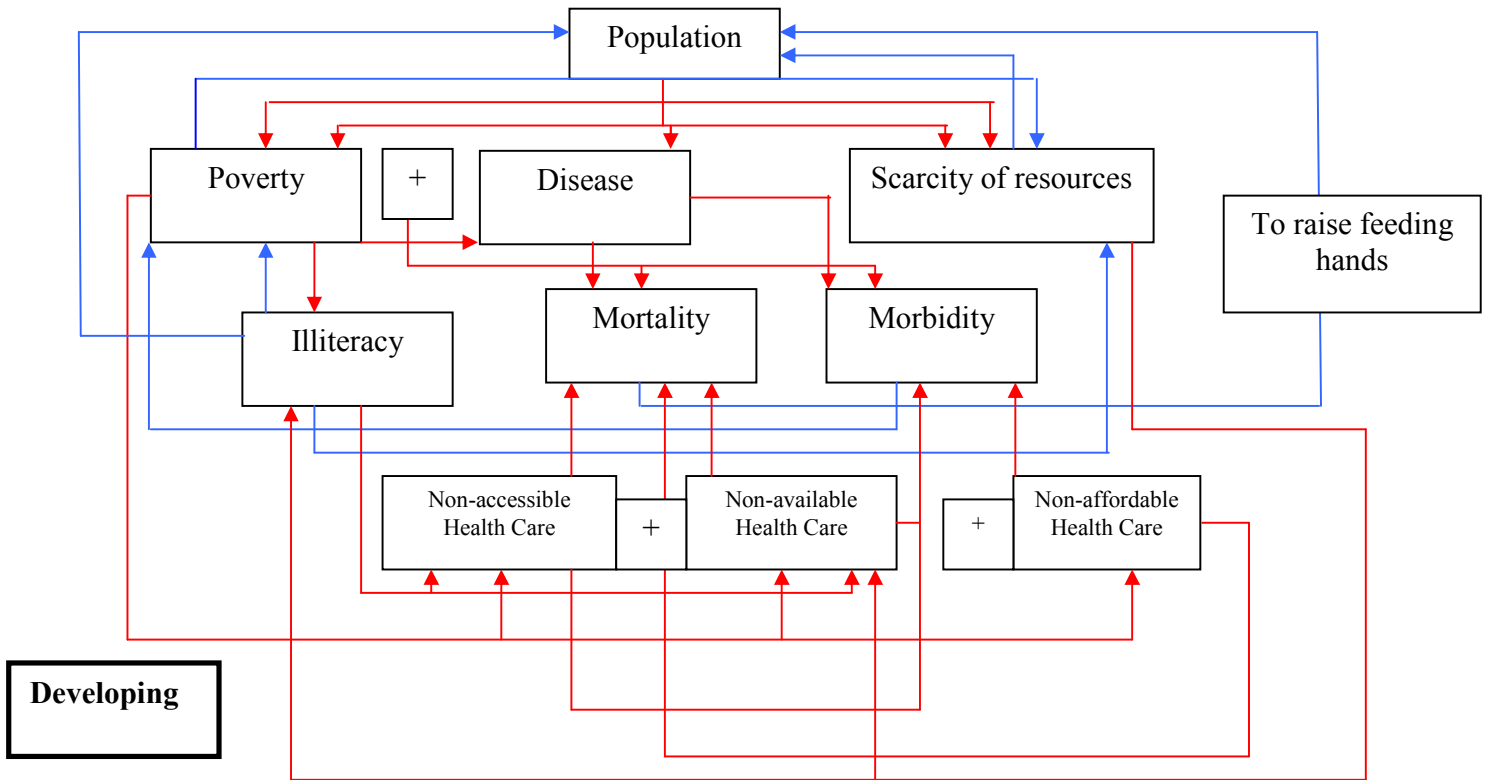 Population
Poverty
+
Disease
Scarcity of resources
To raise feeding
hands
Illiteracy
Mortality
Morbidity
Non-accessible
Health Care
+
Non-available
Health Care
+
Non-affordable
Health Care
Developing